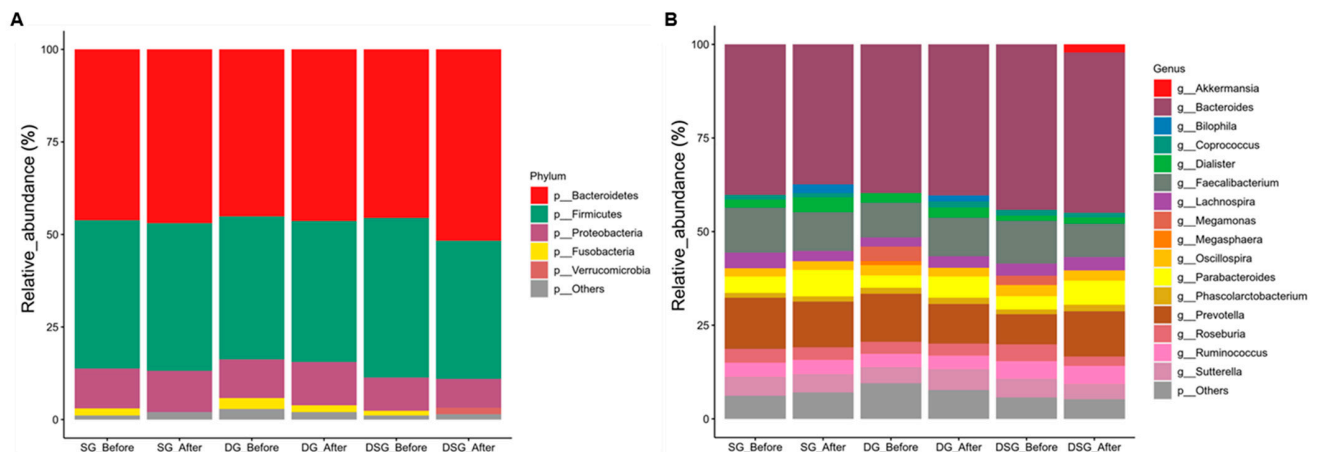 A
Relative_abundance (%)
100
75
50
25
0
SG_Before SG_After DG_Before DG_After DSG_Before DSG_After
Phylum
p__Bacteroidetes
p__Firmicutes
p__Proteobacteria
p__Fusobacteria
p__Verrucomicrobia
p__Others
B
Relative_abundance (%)
100
75
50
25
0
SG_Before SG_After DG_Before DG_After DSG_Before DSG_After
Genus
g__Akkermansia
g__Bacteroides
g__Bilophila
g__Coprococcus
g__Dialister
g__Faecalibacterium
g__Lachnospira
g__Megamonas
g__Megasphaera
g__Oscillospira
g__Parabacteroides
g__Phascolarctobacterium
g__Prevotella
g__Roseburia
g__Ruminococcus
g__Sutterella
p__Others